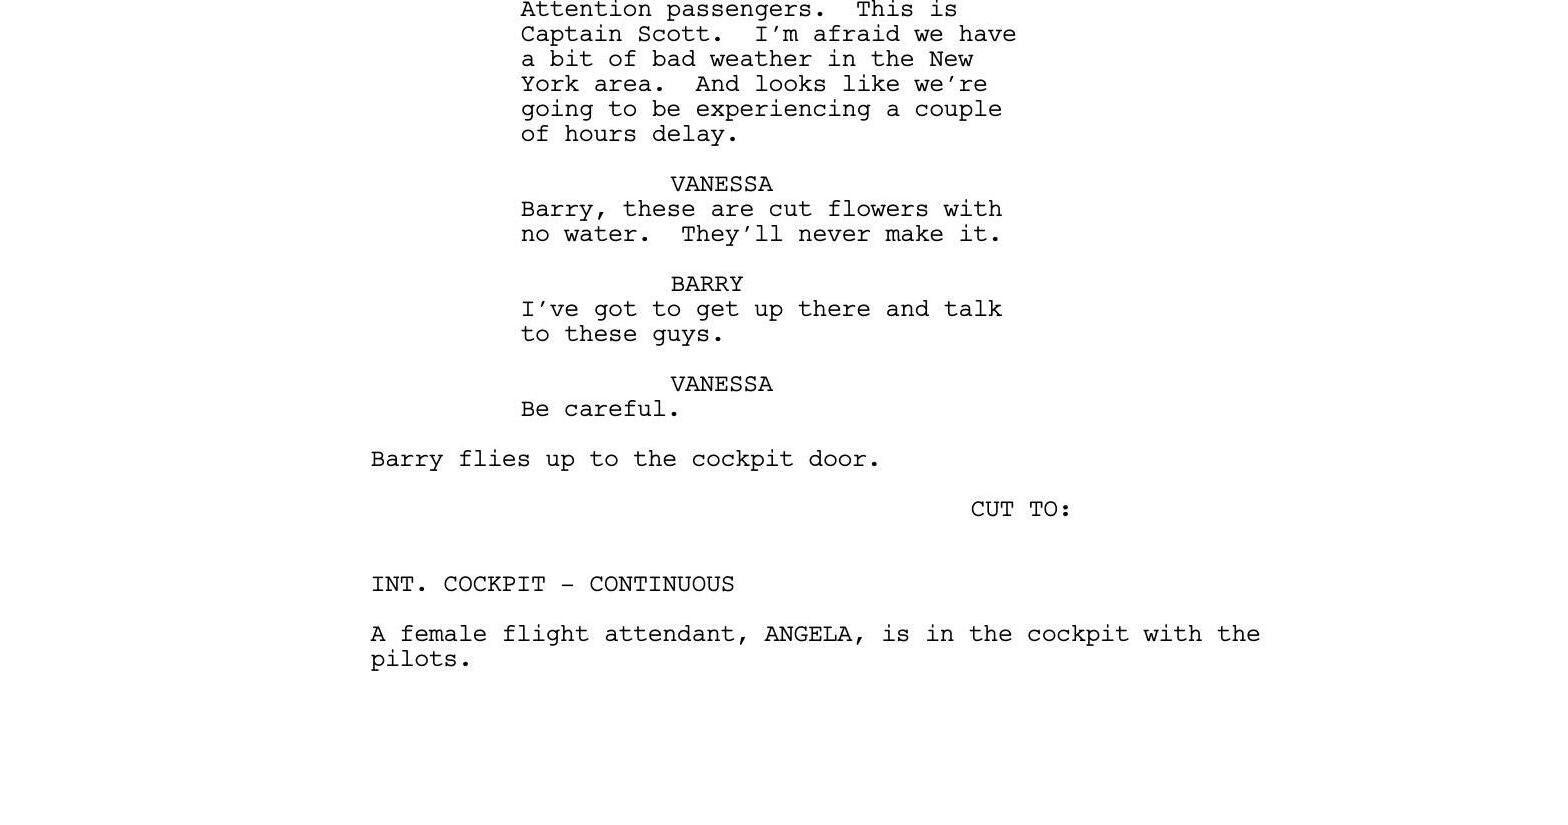 Attention passengers.  This is
Captain Scott.  I’m afraid we have
a bit of bad weather in the New
York area.  And looks like we’re
going to be experiencing a couple
of hours delay.
VANESSA
Barry, these are cut flowers with
no water.  They’ll never make it.
BARRY
I’ve got to get up there and talk
to these guys.
VANESSA
Be careful.
Barry flies up to the cockpit door.
CUT TO:
INT. COCKPIT – CONTINUOUS
A female flight attendant, ANGELA, is in the cockpit with the
pilots.